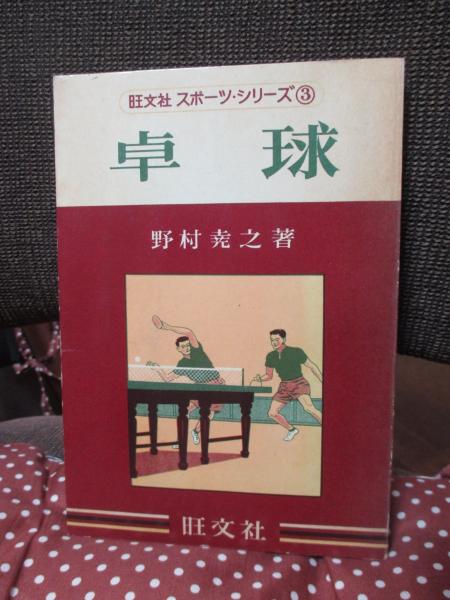 旺文社 スポーツ・シリーズ③
卓球
野村尭之著
旺文社